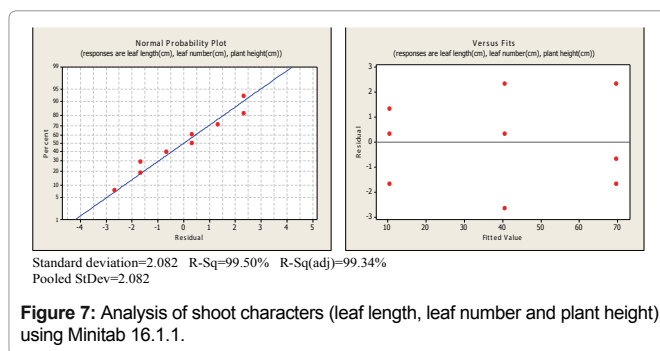 Normal Probability Plot
(responses are leaf length(cm), leaf number(cm), plant height(cm))
99
95
90
80
70
60
50
40
30
20
10
5
1
Percent
-4 -3 -2 -1 0 1 2 3 4 5
Residual
Versus Fits
(responses are leaf length(cm), leaf number(cm), plant height(cm))
3
2
1
0
-1
-2
-3
Residual
10 20 30 40 50 60 70
Fitted Value
Standard deviation=2.082 R-Sq=99.50% R-Sq(adj)=99.34%
Pooled StDev=2.082
Figure 7: Analysis of shoot characters (leaf length, leaf number and plant height)
using Minitab 16.1.1.